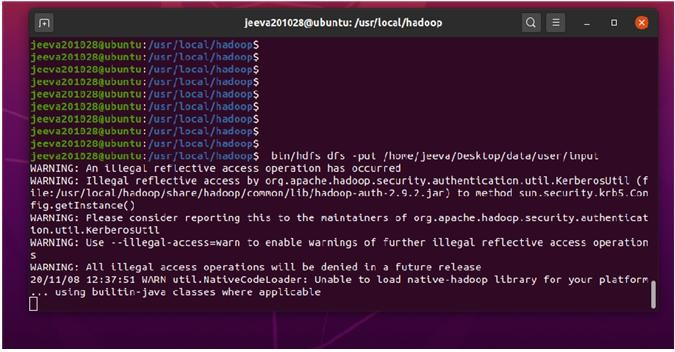 jeeva201028@ubuntu: /usr/local/hadoop
jeeva201028@ubuntu:/usr/local/hadoop$
jeeva201028@ubuntu:/usr/local/hadoop$
jeeva201028@ubuntu:/usr/local/hadoop$
jeeva201028@ubuntu:/usr/local/hadoop$
jeeva201028@ubuntu:/usr/local/hadoop$
jeeva201028@ubuntu:/usr/local/hadoop$
jeeva201028@ubuntu:/usr/local/hadoop$
jeeva201028@ubuntu:/usr/local/hadoop$
jeeva201028@ubuntu:/usr/local/hadoop$ bin/hdfs dfs -put /home/jeeva/Desktop/data/user/input
WARNING: An illegal reflective access operation has occurred
WARNING: Illegal reflective access by org.apache.hadoop.security.authentication.util.KerberosUtil (f
ile:/usr/local/hadoop/share/hadoop/common/lib/hadoop-auth-2.9.2.jar) to method sun.security.krb5.Con
fig.getInstance()
WARNING: Please consider reporting this to the maintainers of org.apache.hadoop.security.authenticat
ion.util.KerberosUtil
WARNING: Use --illegal-access=warn to enable warnings of further illegal reflective access operation
s
WARNING: All illegal access operations will be denied in a future release
20/11/08 12:37:51 WARN util.NativeCodeLoader: Unable to load native-hadoop library for your platform
... using builtin-java classes where applicable